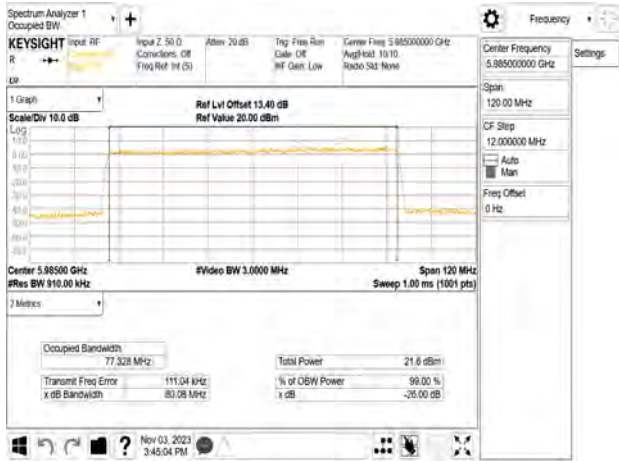 Spectrum Analyzer 1
Occupied BW
+
Frequency
KEYSIGHT
Input: RF
Input Z: 50 Ω
Corrections: Off
Freq Ref: Int (S)
Atten: 20 dB
Trig: Free Run
Gate: Off
#IF Gain: Low
Center Freq: 5.985000000 GHz
Avg|Hold: 10/10
Radio Std: None
R
Center Frequency
5.985000000 GHz
Settings
Span
120.00 MHz
CF Step
12.000000 MHz
Auto
Man
Freq Offset
0 Hz
1 Graph
Scale/Div 10.0 dB
Ref Lvl Offset 13.40 dB
Ref Value 20.00 dBm
Log
Center 5.98500 GHz
#Video BW 3.0000 MHz
Span 120 MHz
#Res BW 910.00 kHz
Sweep 1.00 ms (1001 pts)
2 Metrics
Occupied Bandwidth
77.328 MHz
Total Power
21.6 dBm
Transmit Freq Error
111.04 kHz
% of OBW Power
99.00 %
x dB Bandwidth
80.08 MHz
x dB
-26.00 dB
?
Nov 03, 2023
3:45:04 PM